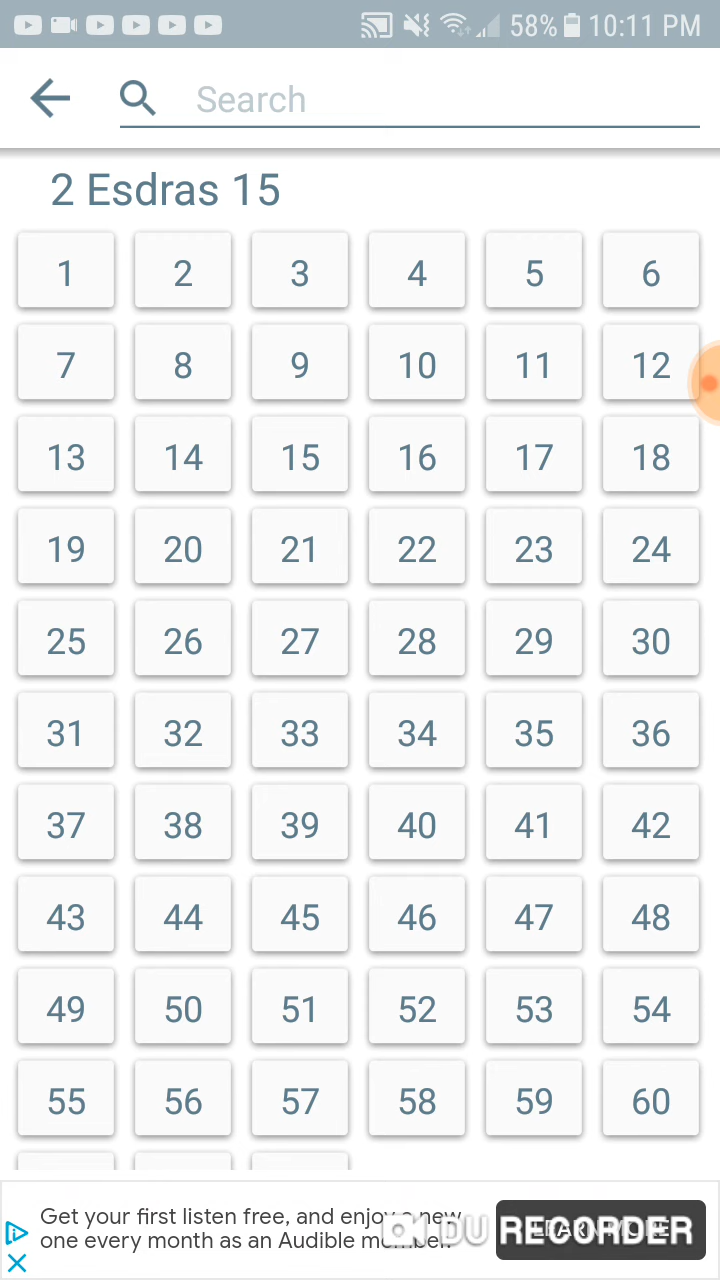 58% 10:11 PM
Search
2 Esdras 15
1 2 3 4 5 6
7 8 9 10 11 12
13 14 15 16 17 18
19 20 21 22 23 24
25 26 27 28 29 30
31 32 33 34 35 36
37 38 39 40 41 42
43 44 45 46 47 48
49 50 51 52 53 54
55 56 57 58 59 60
Get your first listen free, and enjoy a new
one every month as an Audible member.
LEARN MORE
DU RECORDER